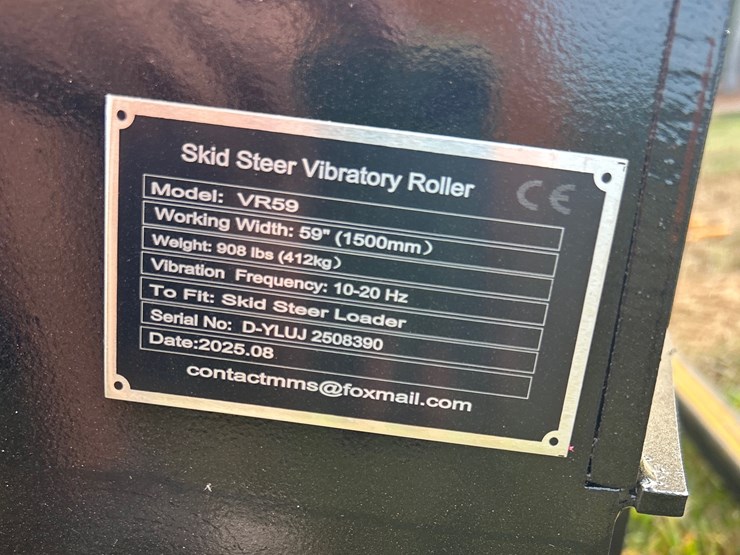 Skid Steer Vibratory Roller CE
Model: VR59
Working Width: 59" (1500mm)
Weight: 908 lbs (412kg)
Vibration Frequency: 10-20 Hz
To Fit: Skid Steer Loader
Serial No: D-YLUJ 2508390
Date:2025.08
contactmms@foxmail.com